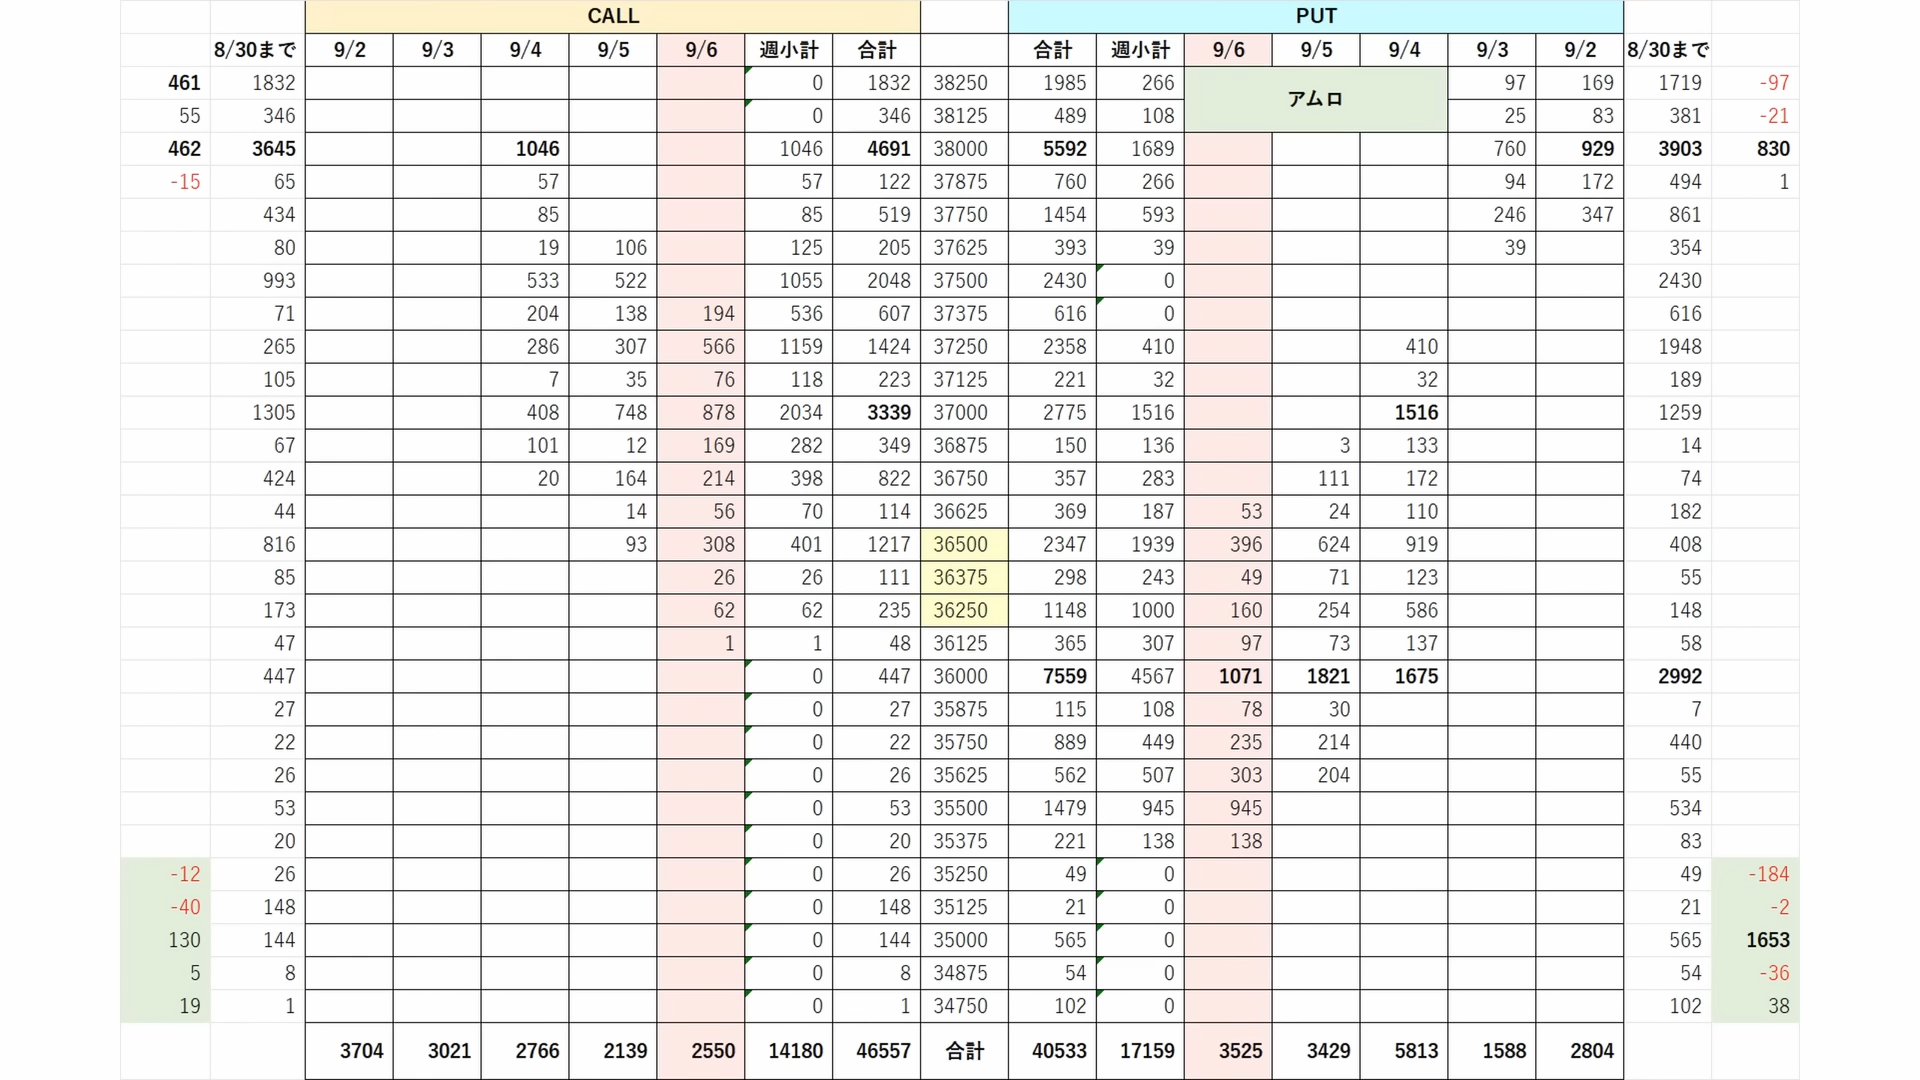 CALL PUT
8/30まで 9/2 9/3 9/4 9/5 9/6 週小計 合計 合計 週小計 9/6 9/5 9/4 9/3 9/2 8/30まで
461 1832 0 1832 38250 1985 266 アムロ 97 169 1719 -97
55 346 0 346 38125 489 108 25 83 381 -21
462 3645 1046 1046 4691 38000 5592 1689 760 929 3903 830
-15 65 57 57 122 37875 760 266 94 172 494 1
434 85 85 519 37750 1454 593 246 347 861
80 19 106 125 205 37625 393 39 39 354
993 533 522 1055 2048 37500 2430 0 2430
71 204 138 194 536 607 37375 616 0 616
265 286 307 566 1159 1424 37250 2358 410 410 1948
105 7 35 76 118 223 37125 221 32 32 189
1305 408 748 878 2034 3339 37000 2775 1516 1516 1259
67 101 12 169 282 349 36875 150 136 3 133 14
424 20 164 214 398 822 36750 357 283 111 172 74
44 14 56 70 114 36625 369 187 53 24 110 182
816 93 308 401 1217 36500 2347 1939 396 624 919 408
85 26 26 111 36375 298 243 49 71 123 55
173 62 62 235 36250 1148 1000 160 254 586 148
47 1 1 48 36125 365 307 97 73 137 58
447 0 447 36000 7559 4567 1071 1821 1675 2992
27 0 27 35875 115 108 78 30 7
22 0 22 35750 889 449 235 214 440
26 0 26 35625 562 507 303 204 55
53 0 53 35500 1479 945 945 534
20 0 20 35375 221 138 138 83
-12 26 0 26 35250 49 0 49 -184
-40 148 0 148 35125 21 0 21 -2
130 144 0 144 35000 565 0 565 1653
5 8 0 8 34875 54 0 54 -36
19 1 0 1 34750 102 0 102 38
3704 3021 2766 2139 2550 14180 46557 合計 40533 17159 3525 3429 5813 1588 2804